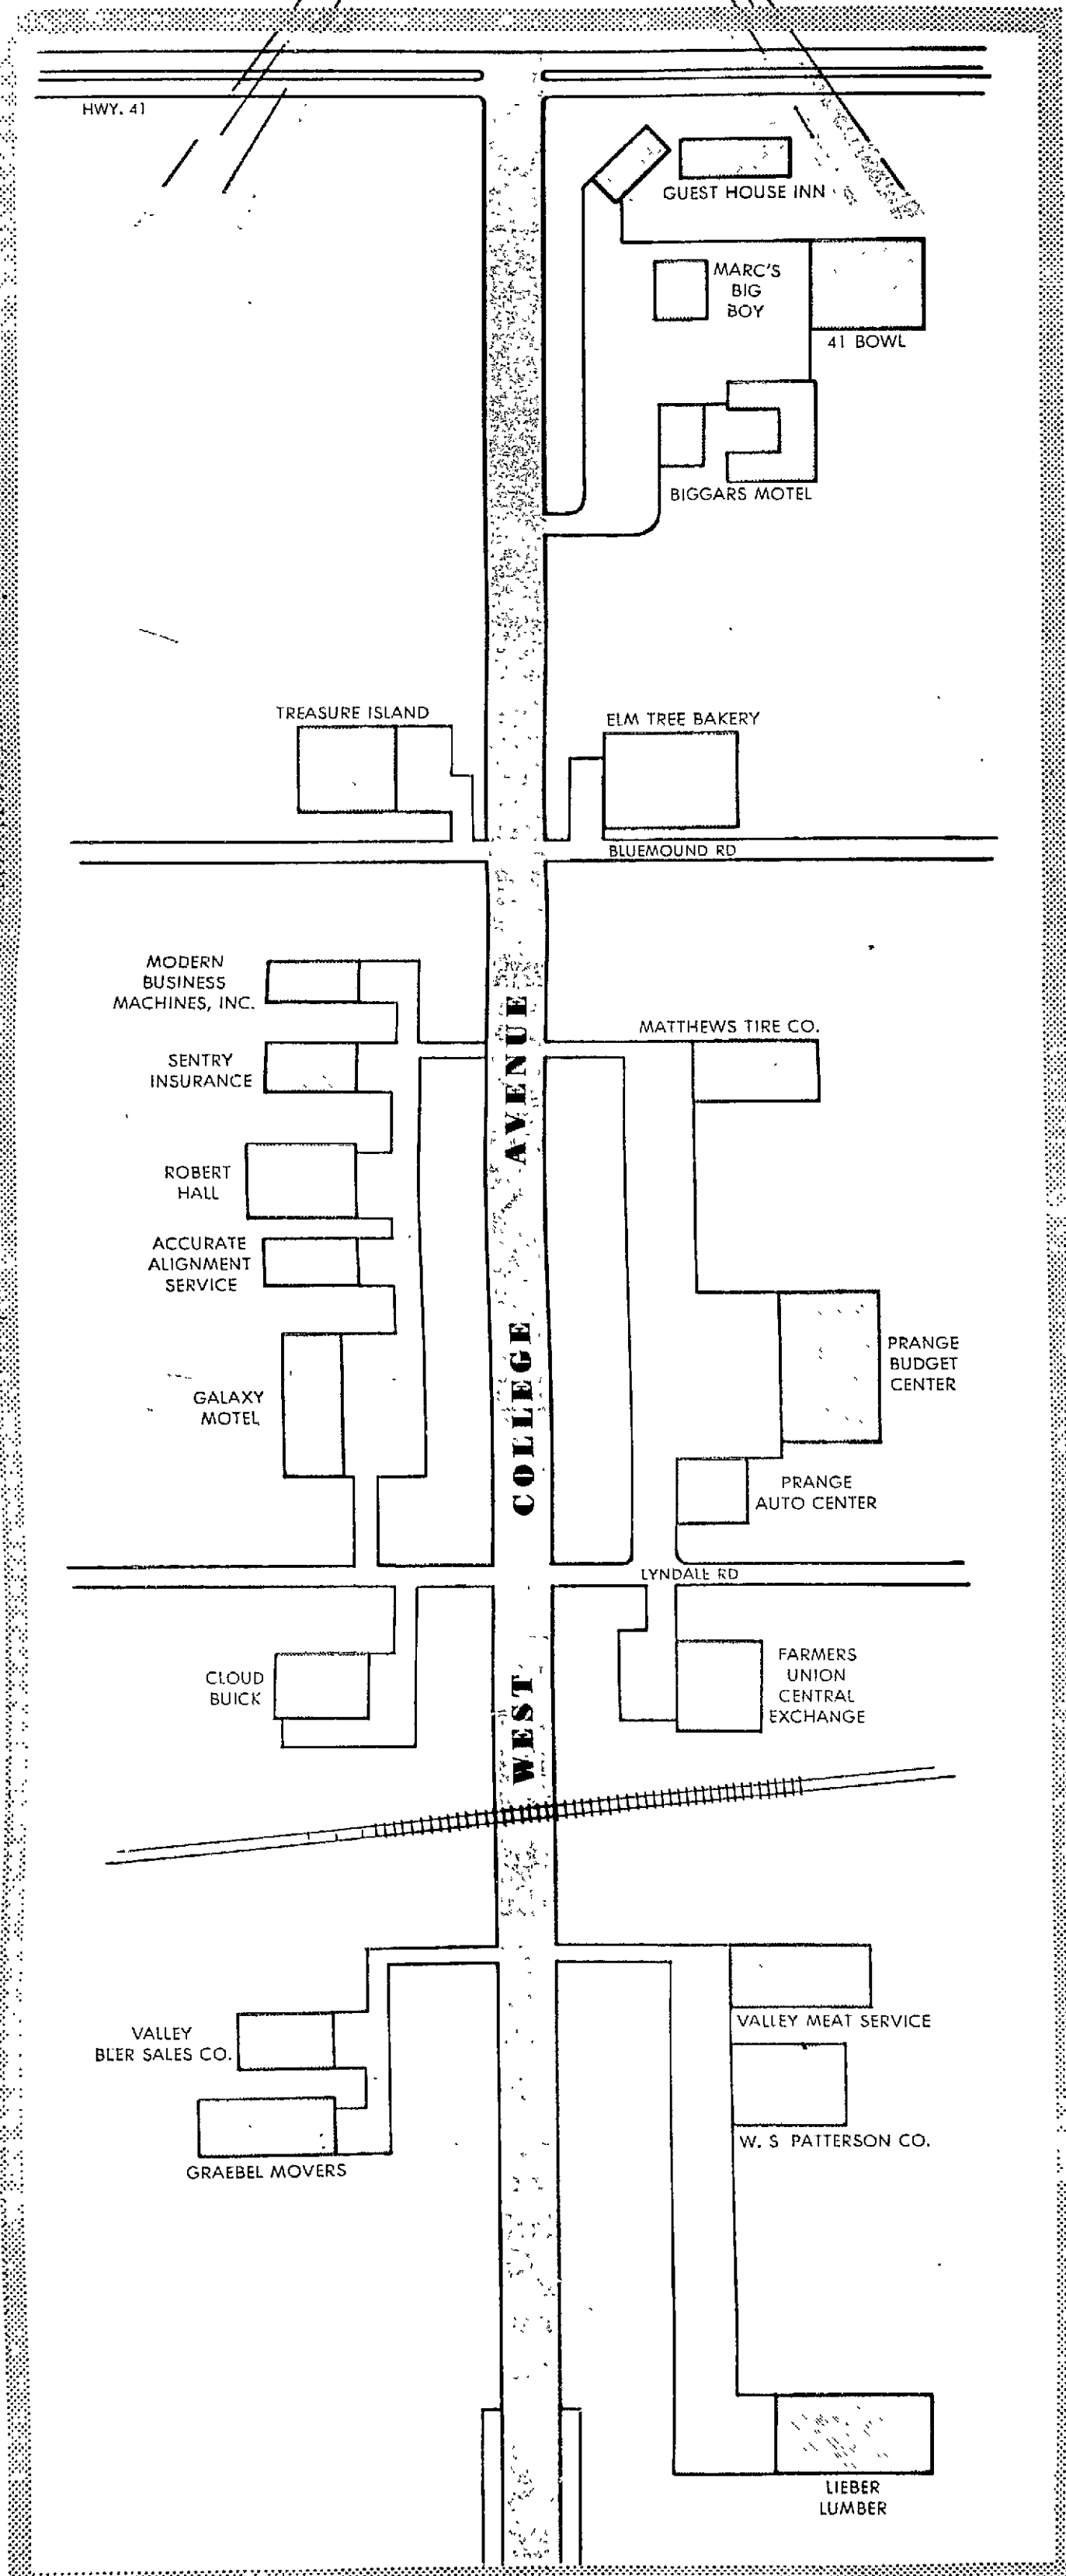 HWY. 41
GUEST HOUSE INN
MARC'S
BIG
BOY
41 BOWL
BIGGARS MOTEL
TREASURE ISLAND
ELM TREE BAKERY
BLUEMOUND RD
MODERN
BUSINESS
MACHINES, INC.
MATTHEWS TIRE CO.
SENTRY
INSURANCE
ROBERT
HALL
ACCURATE
ALIGNMENT
SERVICE
PRANGE
BUDGET
CENTER
GALAXY
MOTEL
PRANGE
AUTO CENTER
WEST COLLEGE AVENUE
LYNDALE RD
CLOUD
BUICK
FARMERS
UNION
CENTRAL
EXCHANGE
VALLEY MEAT SERVICE
VALLEY
BLER SALES CO.
W. S PATTERSON CO.
GRAEBEL MOVERS
LIEBER
LUMBER